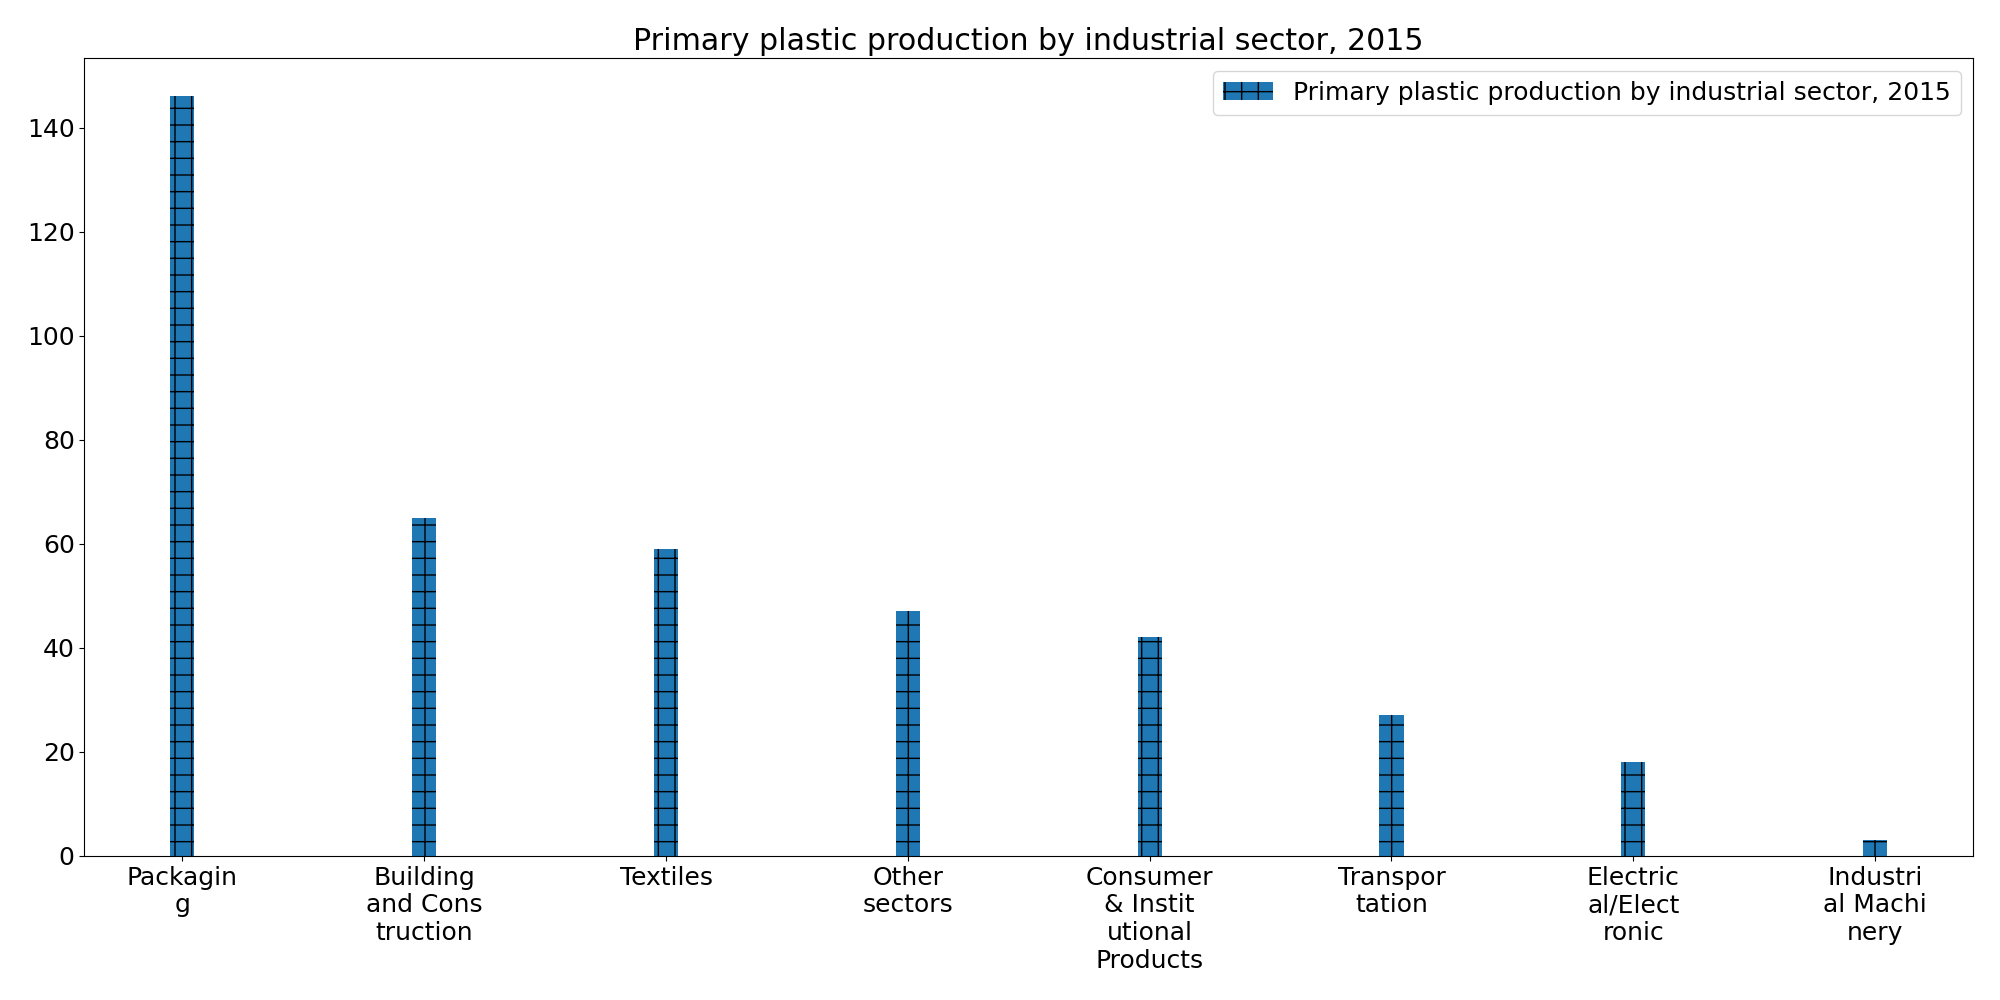 Primary plastic production by industrial sector, 2015
Primary plastic production by industrial sector, 2015
140
120
100
80
60
40
20
0
Packagin
g
Building
and Cons
truction
Textiles
Other
sectors
Consumer
& Instit
utional
Products
Transpor
tation
Electric
al/Elect
ronic
Industri
al Machi
nery